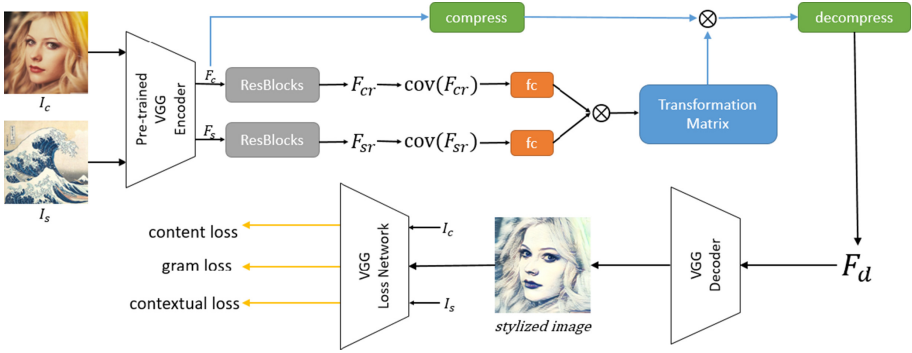 compress
decompress
⊗
I_c
Pre-trained
VGG
Encoder
F_c
ResBlocks
F_cr
cov(F_cr)
fc
⊗
Transformation
Matrix
F_s
ResBlocks
F_sr
cov(F_sr)
fc
I_s
content loss
gram loss
contextual loss
VGG
Loss Network
I_c
I_s
stylized image
VGG
Decoder
F_d